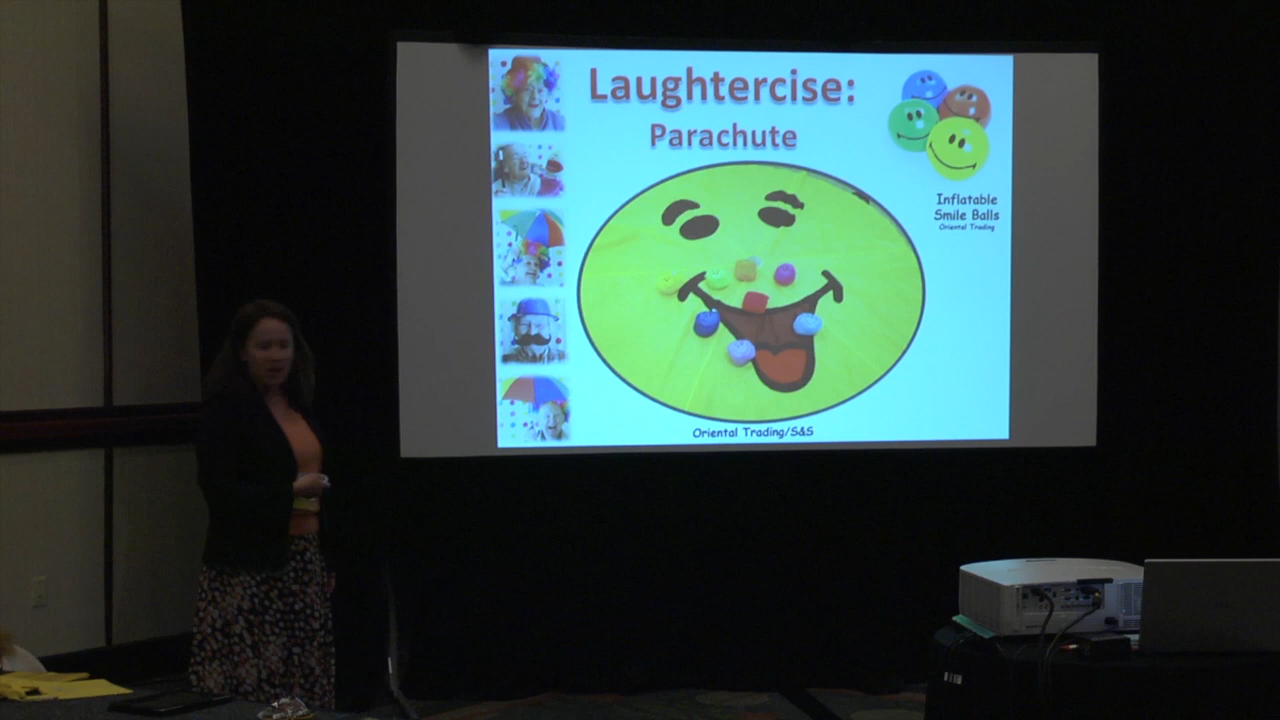 Laughtercise:
Parachute
Inflatable
Smile Balls
Oriental Trading
Oriental Trading/S&S